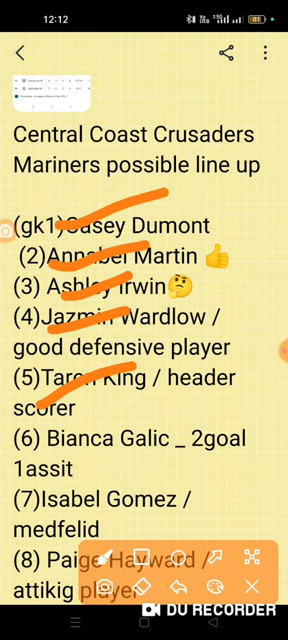 12:12
81
Central Coast Crusaders
Mariners possible line up
(gk1)Casey Dumont
(2)Annabel Martin 👍
(3) Ashley Irwin🤔
(4)Jazmin Wardlow /
good defensive player
(5)Taren King / header
scorer
(6) Bianca Galic _ 2goal
1assit
(7)Isabel Gomez /
medfelid
(8) Paige Hayward /
attikig player
DU RECORDER